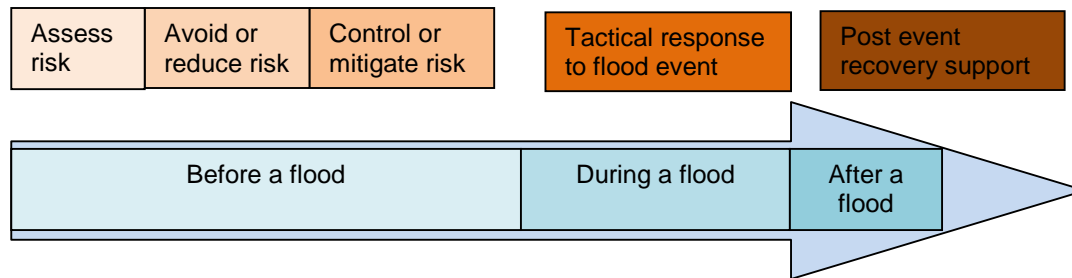 Assess
risk
Avoid or
reduce risk
Control or
mitigate risk
Tactical response
to flood event
Post event
recovery support
Before a flood
During a flood
After a
flood